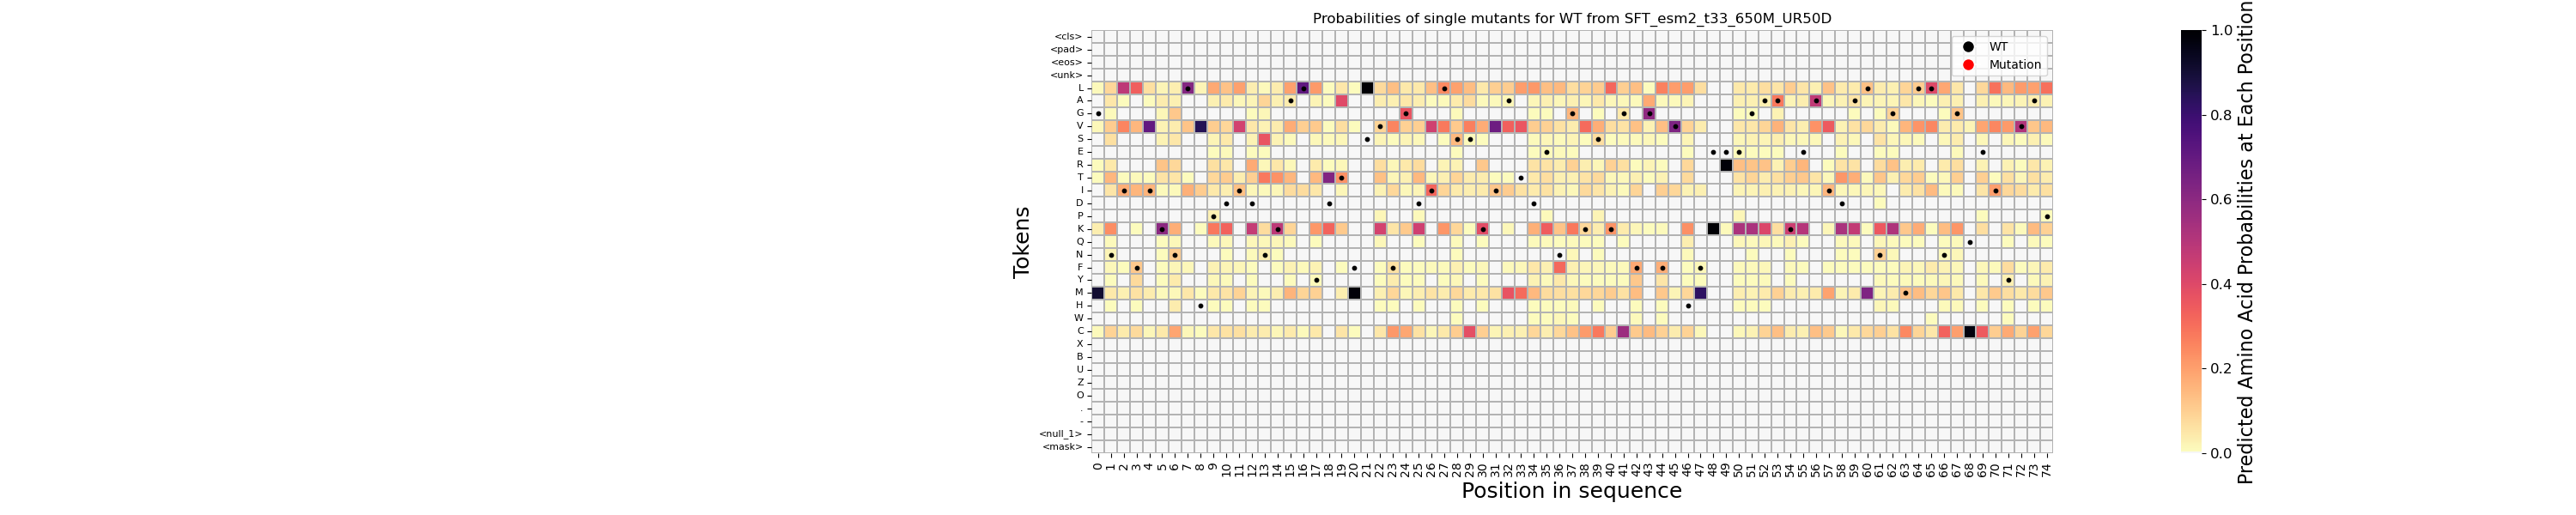 Probabilities of single mutants for WT from SFT_esm2_t33_650M_UR50D
<cls>
<pad>
<eos>
<unk>
L
A
G
V
S
E
R
T
I
D
P
K
Q
N
F
Y
M
H
W
C
X
B
U
Z
O
.
-
<null_1>
<mask>
Tokens
WT
Mutation
0 1 2 3 4 5 6 7 8 9 10 11 12 13 14 15 16 17 18 19 20 21 22 23 24 25 26 27 28 29 30 31 32 33 34 35 36 37 38 39 40 41 42 43 44 45 46 47 48 49 50 51 52 53 54 55 56 57 58 59 60 61 62 63 64 65 66 67 68 69 70 71 72 73 74
Position in sequence
1.0
0.8
0.6
0.4
0.2
0.0
Predicted Amino Acid Probabilities at Each Position